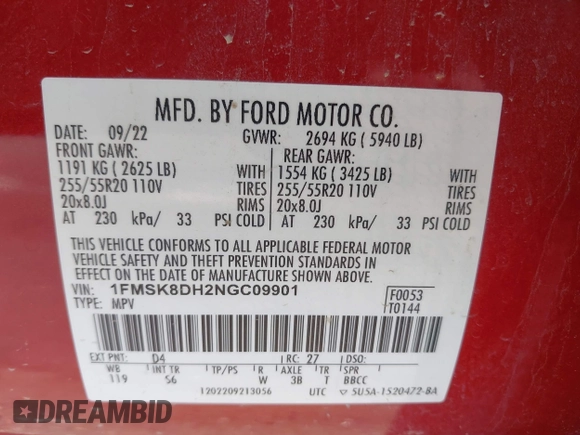 MFD. BY FORD MOTOR CO.
DATE: 09/22 GVWR: 2694 KG ( 5940 LB)
FRONT GAWR: REAR GAWR:
1191 KG ( 2625 LB) WITH 1554 KG ( 3425 LB) WITH
255/55R20 110V TIRES 255/55R20 110V TIRES
20x8.0J RIMS 20x8.0J RIMS
AT 230 kPa/ 33 PSI COLD AT 230 kPa/ 33 PSI COLD
THIS VEHICLE CONFORMS TO ALL APPLICABLE FEDERAL MOTOR
VEHICLE SAFETY AND THEFT PREVENTION STANDARDS IN
EFFECT ON THE DATE OF MANUFACTURE SHOWN ABOVE.
VIN: 1FMSK8DH2NGC09901 F0053
TYPE: MPV T0144
EXT PNT: D4 RC: 27 DSO:
WB INT TR TP/PS R AXLE TR SPR
119 S6 W 3B T BBCC
1202209213056 UTC SU5A-1520472-BA
DREAMBID